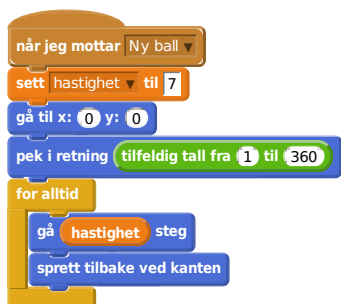 når jeg mottar Ny ball
sett hastighet til 7
gå til x: 0 y: 0
pek i retning tilfeldig tall fra 1 til 360
for alltid
gå hastighet steg
sprett tilbake ved kanten